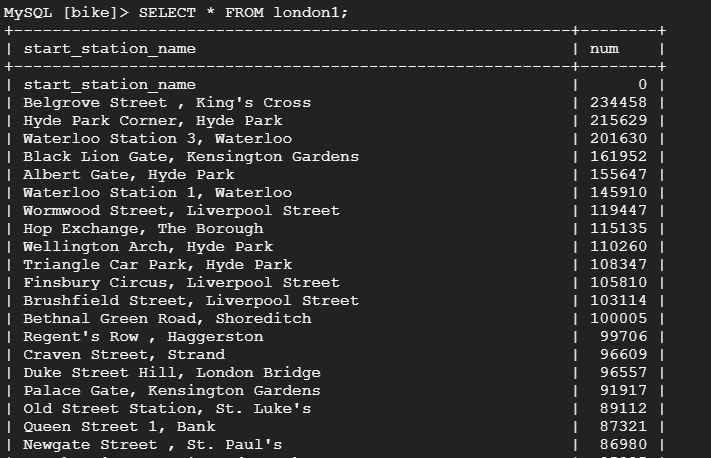 MySQL [bike]> SELECT * FROM london1;
+----------------------------------------------------------+--------+
| start_station_name | num |
+----------------------------------------------------------+--------+
| start_station_name | 0 |
| Belgrove Street , King's Cross | 234458 |
| Hyde Park Corner, Hyde Park | 215629 |
| Waterloo Station 3, Waterloo | 201630 |
| Black Lion Gate, Kensington Gardens | 161952 |
| Albert Gate, Hyde Park | 155647 |
| Waterloo Station 1, Waterloo | 145910 |
| Wormwood Street, Liverpool Street | 119447 |
| Hop Exchange, The Borough | 115135 |
| Wellington Arch, Hyde Park | 110260 |
| Triangle Car Park, Hyde Park | 108347 |
| Finsbury Circus, Liverpool Street | 105810 |
| Brushfield Street, Liverpool Street | 103114 |
| Bethnal Green Road, Shoreditch | 100005 |
| Regent's Row , Haggerston | 99706 |
| Craven Street, Strand | 96609 |
| Duke Street Hill, London Bridge | 96557 |
| Palace Gate, Kensington Gardens | 91917 |
| Old Street Station, St. Luke's | 89112 |
| Queen Street 1, Bank | 87321 |
| Newgate Street , St. Paul's | 86980 |